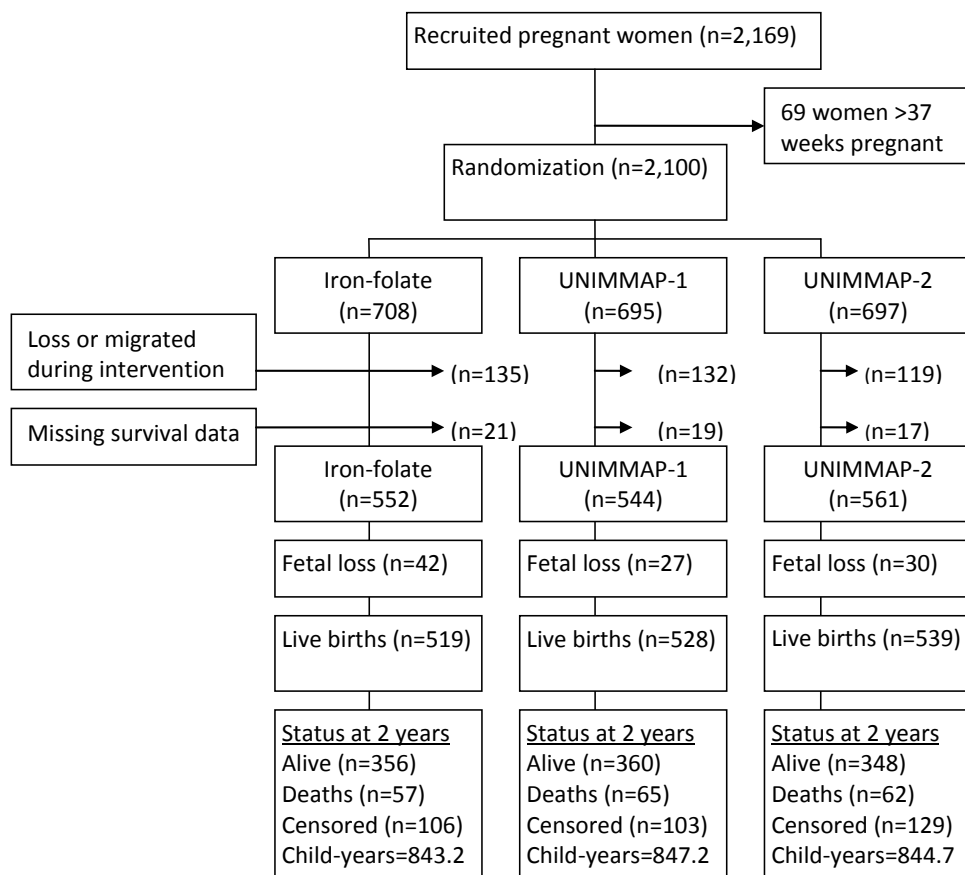 Recruited pregnant women (n=2,169)
69 women >37
weeks pregnant
Randomization (n=2,100)
Iron-folate
(n=708)
UNIMMAP-1
(n=695)
UNIMMAP-2
(n=697)
Loss or migrated
during intervention
(n=135)
(n=132)
(n=119)
Missing survival data
(n=21)
(n=19)
(n=17)
Iron-folate
(n=552)
UNIMMAP-1
(n=544)
UNIMMAP-2
(n=561)
Fetal loss (n=42)
Fetal loss (n=27)
Fetal loss (n=30)
Live births (n=519)
Live births (n=528)
Live births (n=539)
Status at 2 years
Alive (n=356)
Deaths (n=57)
Censored (n=106)
Child-years=843.2
Status at 2 years
Alive (n=360)
Deaths (n=65)
Censored (n=103)
Child-years=847.2
Status at 2 years
Alive (n=348)
Deaths (n=62)
Censored (n=129)
Child-years=844.7